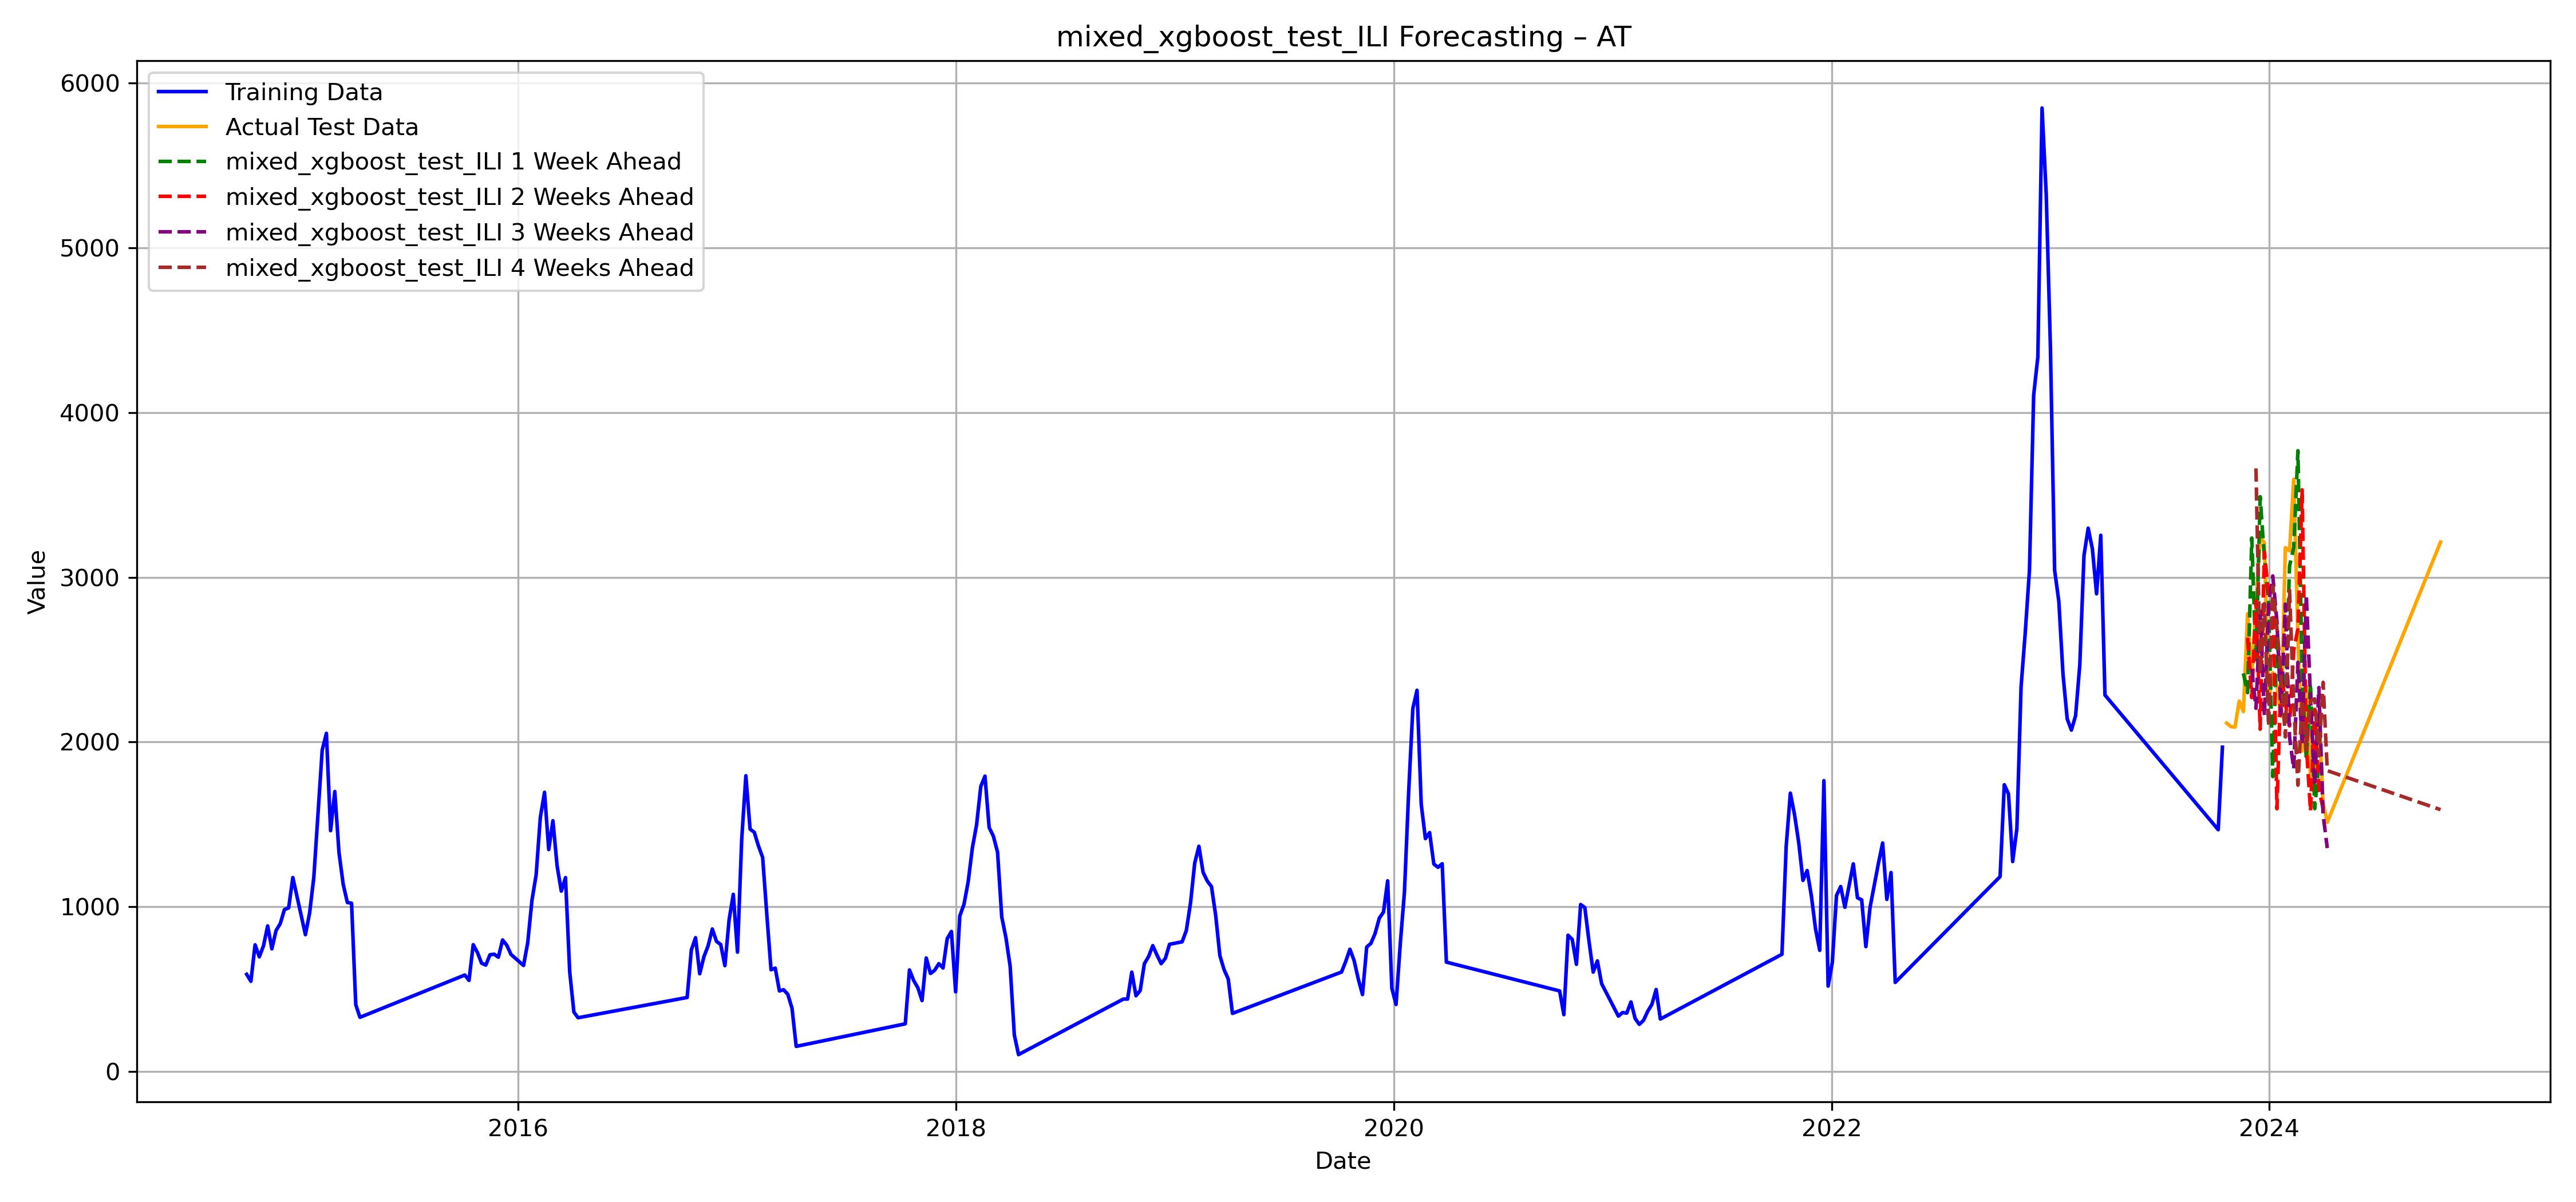 mixed_xgboost_test_ILI Forecasting – AT
Training Data
Actual Test Data
mixed_xgboost_test_ILI 1 Week Ahead
mixed_xgboost_test_ILI 2 Weeks Ahead
mixed_xgboost_test_ILI 3 Weeks Ahead
mixed_xgboost_test_ILI 4 Weeks Ahead
Value
6000
5000
4000
3000
2000
1000
0
2016 2018 2020 2022 2024
Date